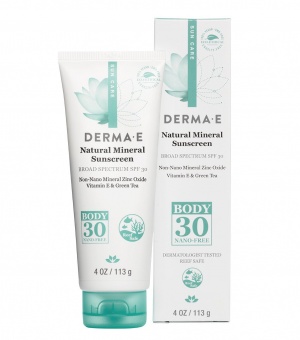 SUN CARE
DERMA·E
Natural Mineral
Sunscreen
BROAD SPECTRUM SPF 30
Non-Nano Mineral Zinc Oxide
Vitamin E & Green Tea
BODY
30
NANO-FREE
4 OZ / 113 g
SUN CARE
DERMA·E
Natural Mineral
Sunscreen
BROAD SPECTRUM SPF 30
Non-Nano Mineral Zinc Oxide
Vitamin E & Green Tea
BODY
30
NANO-FREE
DERMATOLOGIST TESTED
REEF SAFE
4 OZ / 113 g